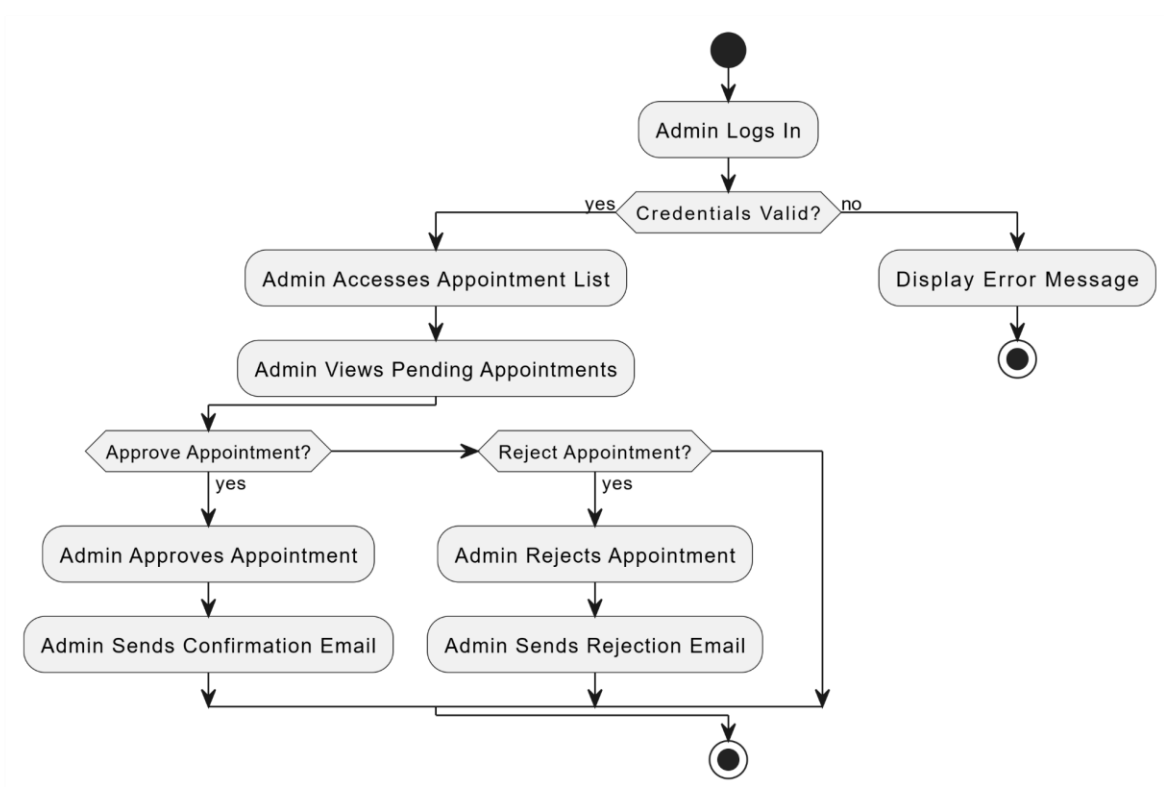 Admin Logs In
yes
Credentials Valid?
no
Admin Accesses Appointment List
Display Error Message
Admin Views Pending Appointments
Approve Appointment?
Reject Appointment?
yes
yes
Admin Approves Appointment
Admin Rejects Appointment
Admin Sends Confirmation Email
Admin Sends Rejection Email